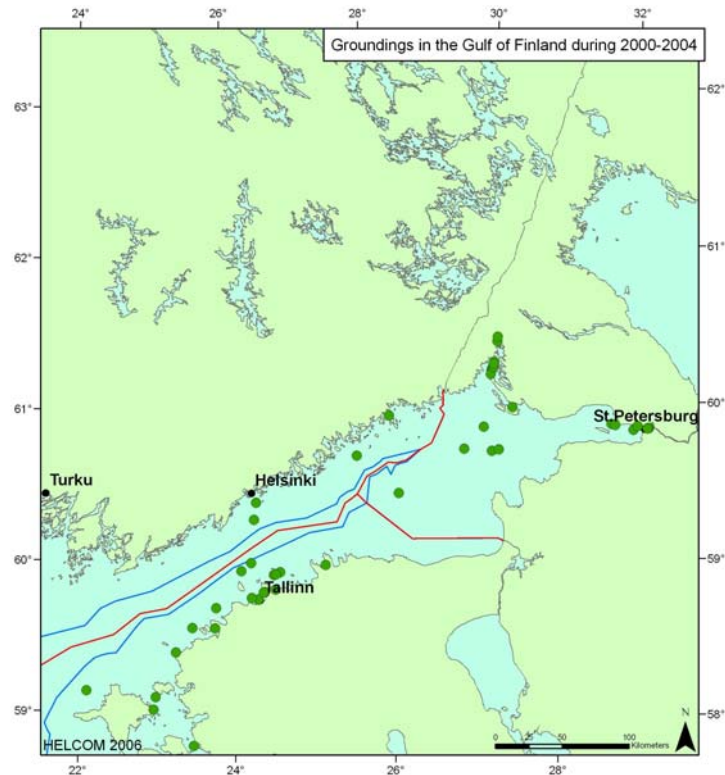 24° 26° 28° 30° 32°
Groundings in the Gulf of Finland during 2000-2004
63°
62°
61°
60°
59°
61°
60°
59°
58°
St.Petersburg
Turku
Helsinki
Tallinn
N
0 25 50 100
Kilometers
HELCOM 2006
22° 24° 26° 28°